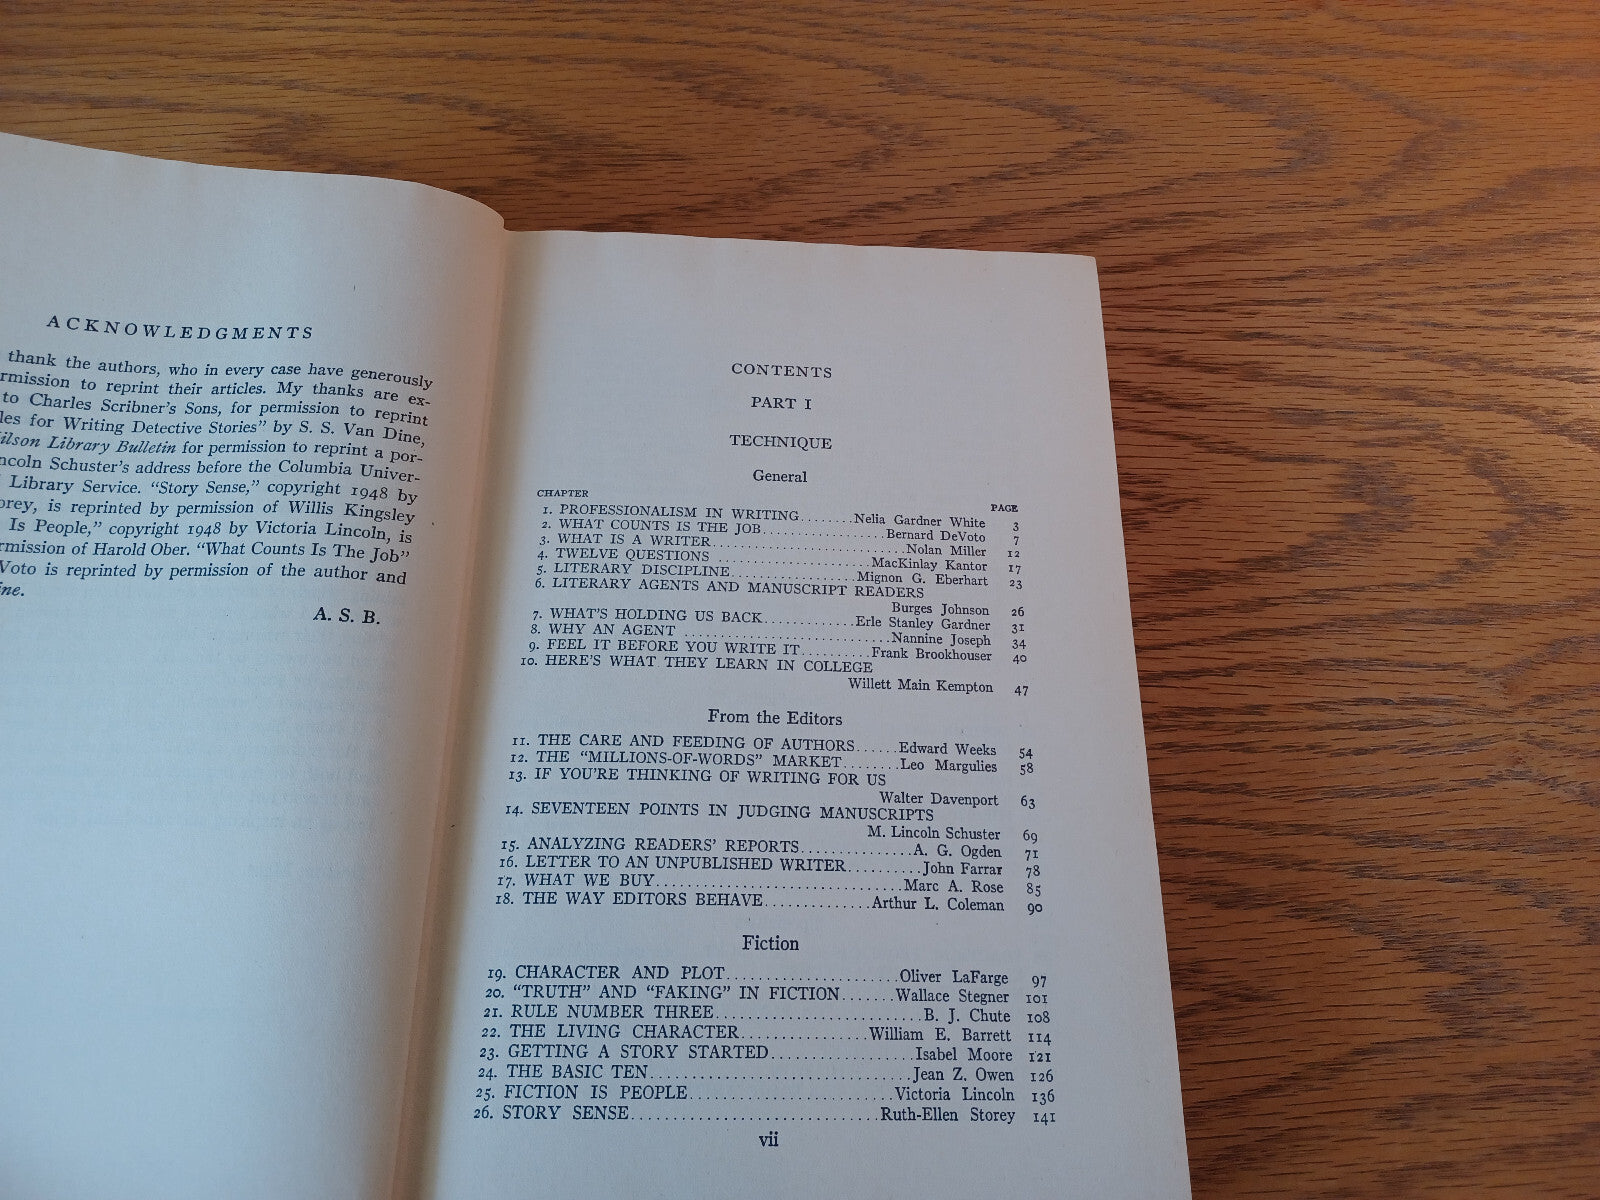 ACKNOWLEDGMENTS
thank the authors, who in every case have generously
rmission to reprint their articles. My thanks are ex-
to Charles Scribner's Sons, for permission to reprint
les for Writing Detective Stories" by S. S. Van Dine,
ilson Library Bulletin for permission to reprint a por-
ncoln Schuster's address before the Columbia Univer-
Library Service. "Story Sense," copyright 1948 by
orey, is reprinted by permission of Willis Kingsley
Is People," copyright 1948 by Victoria Lincoln, is
rmission of Harold Ober. "What Counts Is The Job"
Voto is reprinted by permission of the author and
ine.
A. S. B.
CONTENTS
PART I
TECHNIQUE
General
CHAPTER PAGE
1. PROFESSIONALISM IN WRITING........Nelia Gardner White 3
2. WHAT COUNTS IS THE JOB..................Bernard DeVoto 7
3. WHAT IS A WRITER............................Nolan Miller 12
4. TWELVE QUESTIONS ......................MacKinlay Kantor 17
5. LITERARY DISCIPLINE..................Mignon G. Eberhart 23
6. LITERARY AGENTS AND MANUSCRIPT READERS
Burges Johnson 26
7. WHAT'S HOLDING US BACK.............Erle Stanley Gardner 31
8. WHY AN AGENT ..............................Nannine Joseph 34
9. FEEL IT BEFORE YOU WRITE IT..........Frank Brookhouser 40
10. HERE'S WHAT THEY LEARN IN COLLEGE
Willett Main Kempton 47
From the Editors
11. THE CARE AND FEEDING OF AUTHORS......Edward Weeks 54
12. THE "MILLIONS-OF-WORDS" MARKET........Leo Margulies 58
13. IF YOU'RE THINKING OF WRITING FOR US
Walter Davenport 63
14. SEVENTEEN POINTS IN JUDGING MANUSCRIPTS
M. Lincoln Schuster 69
15. ANALYZING READERS' REPORTS...............A. G. Ogden 71
16. LETTER TO AN UNPUBLISHED WRITER..........John Farrar 78
17. WHAT WE BUY..................................Marc A. Rose 85
18. THE WAY EDITORS BEHAVE..............Arthur L. Coleman 90
Fiction
19. CHARACTER AND PLOT......................Oliver LaFarge 97
20. "TRUTH" AND "FAKING" IN FICTION.......Wallace Stegner 101
21. RULE NUMBER THREE..........................B. J. Chute 108
22. THE LIVING CHARACTER.................William E. Barrett 114
23. GETTING A STORY STARTED..................Isabel Moore 121
24. THE BASIC TEN................................Jean Z. Owen 126
25. FICTION IS PEOPLE.........................Victoria Lincoln 136
26. STORY SENSE..............................Ruth-Ellen Storey 141
vii